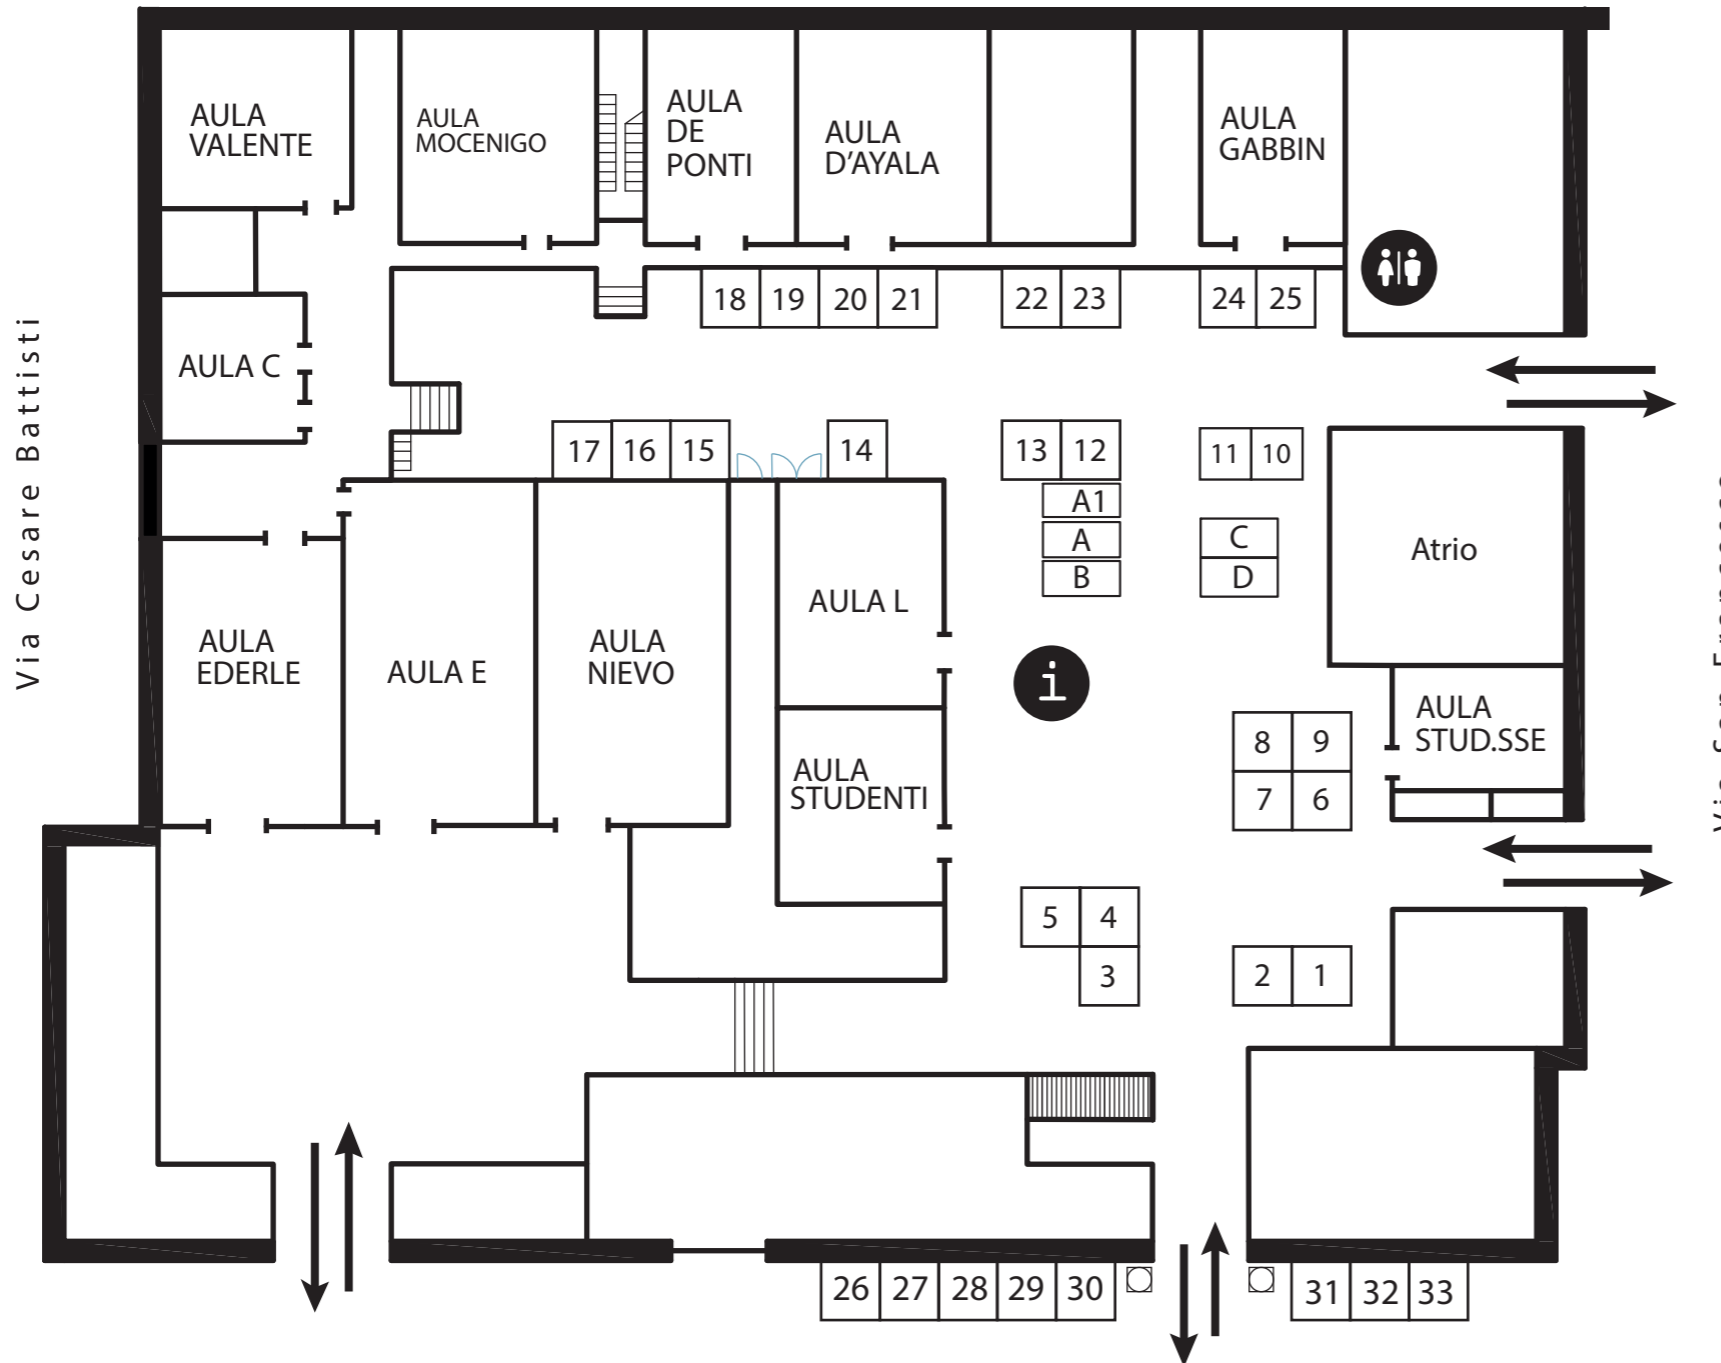 AULA
VALENTE
AULA
MOCENIGO
AULA
DE
PONTI
AULA
D'AYALA
AULA
GABBIN
18 19 20 21 22 23 24 25
AULA C
Via Cesare Battisti
17 16 15 14 13 12 11 10
A1
A
B
C
D
Atrio
AULA L
AULA
EDERLE
AULA E
AULA
NIEVO
i
AULA
STUD.SSE
8 9
7 6
AULA
STUDENTI
5 4
3
2 1
26 27 28 29 30 31 32 33